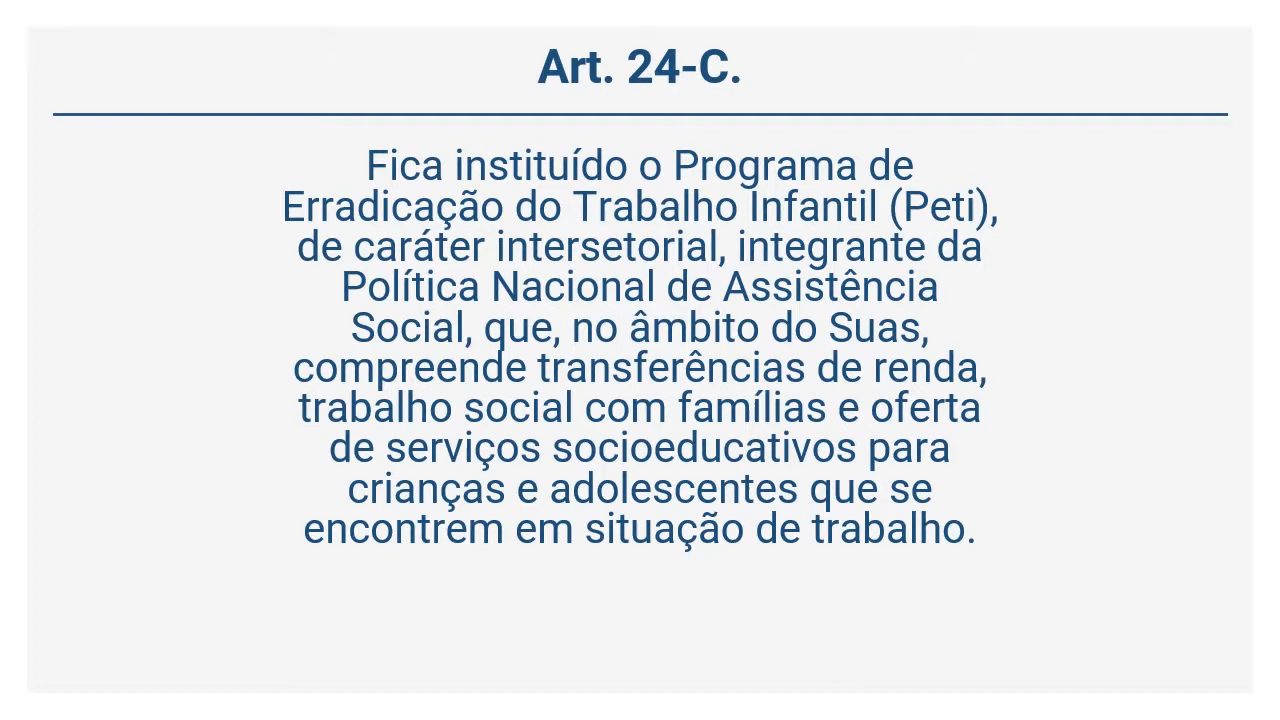 Art. 24-C.
Fica instituído o Programa de
Erradicação do Trabalho Infantil (Peti),
de caráter intersetorial, integrante da
Política Nacional de Assistência
Social, que, no âmbito do Suas,
compreende transferências de renda,
trabalho social com famílias e oferta
de serviços socioeducativos para
crianças e adolescentes que se
encontrem em situação de trabalho.